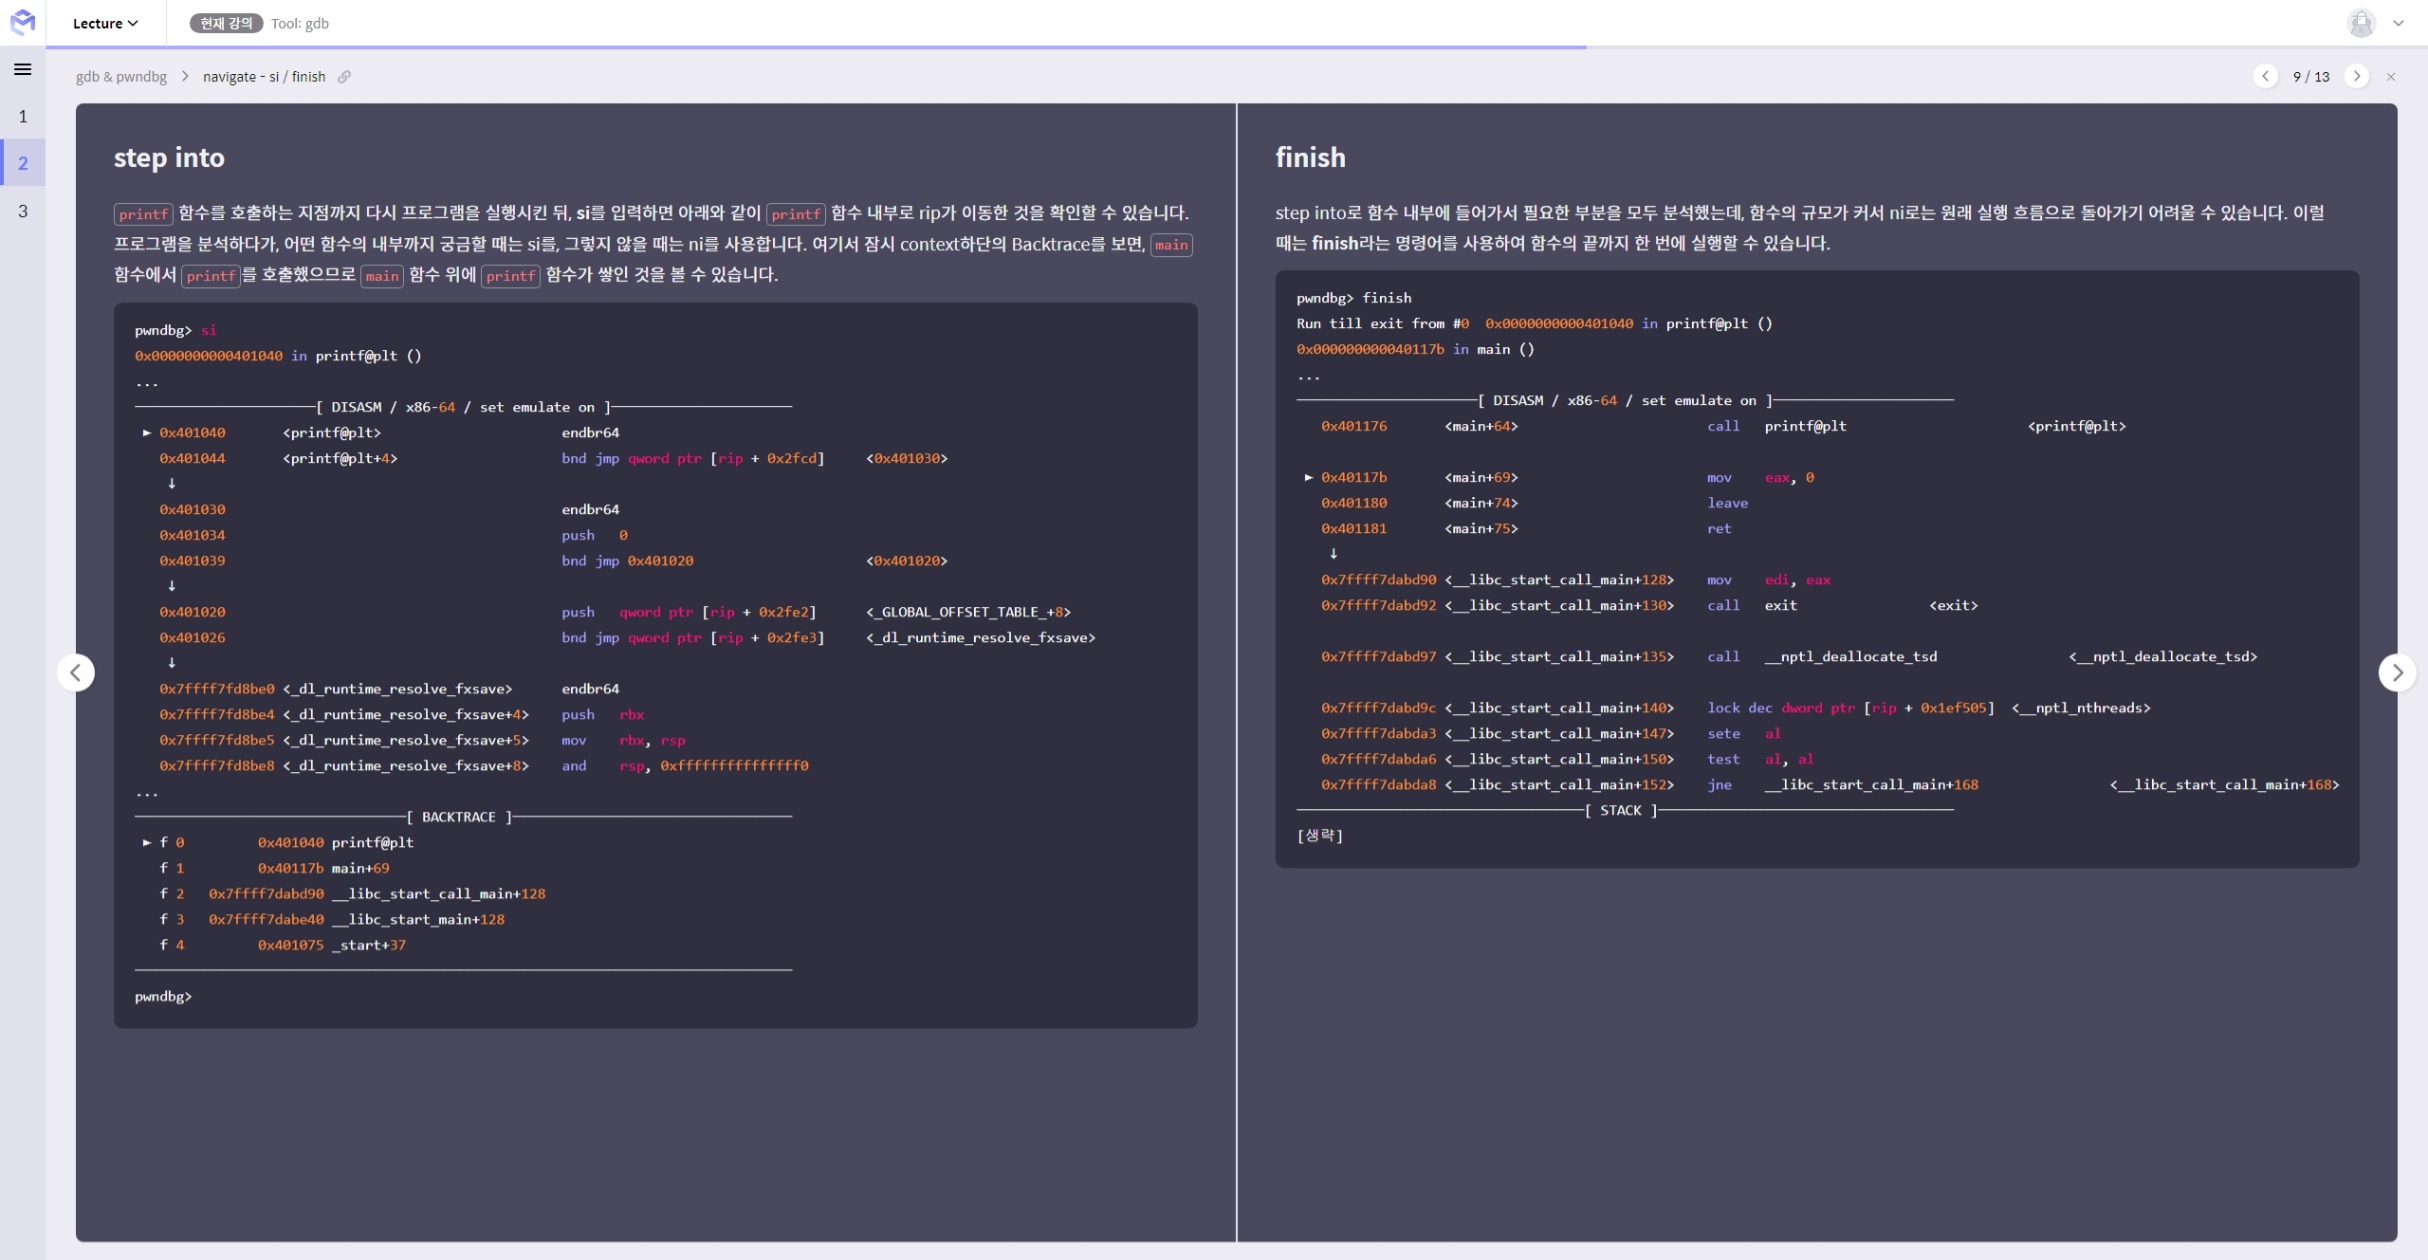 Lecture
현재 강의 Tool: gdb
gdb & pwndbg > navigate - si / finish
9 / 13
1
2
3
step into
printf 함수를 호출하는 지점까지 다시 프로그램을 실행시킨 뒤, si를 입력하면 아래와 같이 printf 함수 내부로 rip가 이동한 것을 확인할 수 있습니다.
프로그램을 분석하다가, 어떤 함수의 내부까지 궁금할 때는 si를, 그렇지 않을 때는 ni를 사용합니다. 여기서 잠시 context하단의 Backtrace를 보면, main
함수에서 printf를 호출했으므로 main 함수 위에 printf 함수가 쌓인 것을 볼 수 있습니다.
pwndbg> si
0x0000000000401040 in printf@plt ()
...
[ DISASM / x86-64 / set emulate on ]
► 0x401040 <printf@plt> endbr64
0x401044 <printf@plt+4> bnd jmp qword ptr [rip + 0x2fcd] <0x401030>
↓
0x401030 endbr64
0x401034 push 0
0x401039 bnd jmp 0x401020 <0x401020>
↓
0x401020 push qword ptr [rip + 0x2fe2] <_GLOBAL_OFFSET_TABLE_+8>
0x401026 bnd jmp qword ptr [rip + 0x2fe3] <_dl_runtime_resolve_fxsave>
↓
0x7ffff7fd8be0 <_dl_runtime_resolve_fxsave> endbr64
0x7ffff7fd8be4 <_dl_runtime_resolve_fxsave+4> push rbx
0x7ffff7fd8be5 <_dl_runtime_resolve_fxsave+5> mov rbx, rsp
0x7ffff7fd8be8 <_dl_runtime_resolve_fxsave+8> and rsp, 0xfffffffffffffff0
...
[ BACKTRACE ]
► f 0 0x401040 printf@plt
f 1 0x40117b main+69
f 2 0x7ffff7dabd90 __libc_start_call_main+128
f 3 0x7ffff7dabe40 __libc_start_main+128
f 4 0x401075 _start+37
pwndbg>
finish
step into로 함수 내부에 들어가서 필요한 부분을 모두 분석했는데, 함수의 규모가 커서 ni로는 원래 실행 흐름으로 돌아가기 어려울 수 있습니다. 이럴
때는 finish라는 명령어를 사용하여 함수의 끝까지 한 번에 실행할 수 있습니다.
pwndbg> finish
Run till exit from #0 0x0000000000401040 in printf@plt ()
0x000000000040117b in main ()
...
[ DISASM / x86-64 / set emulate on ]
0x401176 <main+64> call printf@plt <printf@plt>
► 0x40117b <main+69> mov eax, 0
0x401180 <main+74> leave
0x401181 <main+75> ret
↓
0x7ffff7dabd90 <__libc_start_call_main+128> mov edi, eax
0x7ffff7dabd92 <__libc_start_call_main+130> call exit <exit>
0x7ffff7dabd97 <__libc_start_call_main+135> call __nptl_deallocate_tsd <__nptl_deallocate_tsd>
0x7ffff7dabd9c <__libc_start_call_main+140> lock dec dword ptr [rip + 0x1ef505] <__nptl_nthreads>
0x7ffff7dabda3 <__libc_start_call_main+147> sete al
0x7ffff7dabda6 <__libc_start_call_main+150> test al, al
0x7ffff7dabda8 <__libc_start_call_main+152> jne __libc_start_call_main+168 <__libc_start_call_main+168>
[ STACK ]
[생략]